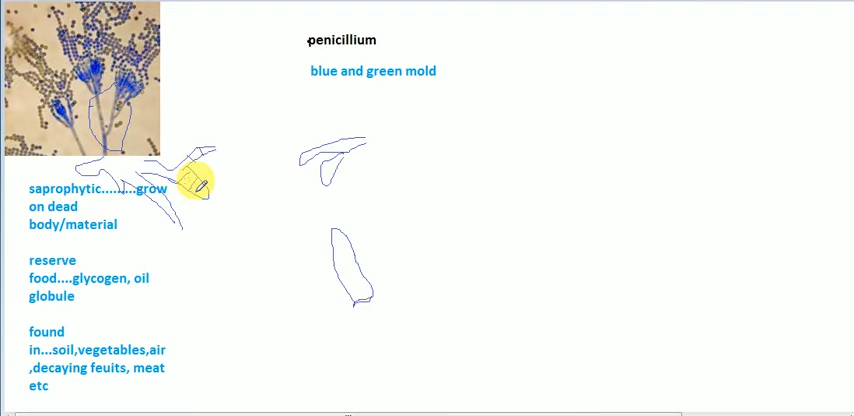 penicillium
blue and green mold
saprophytic.........grow
on dead
body/material
reserve
food....glycogen, oil
globule
found
in...soil,vegetables,air
,decaying feuits, meat
etc